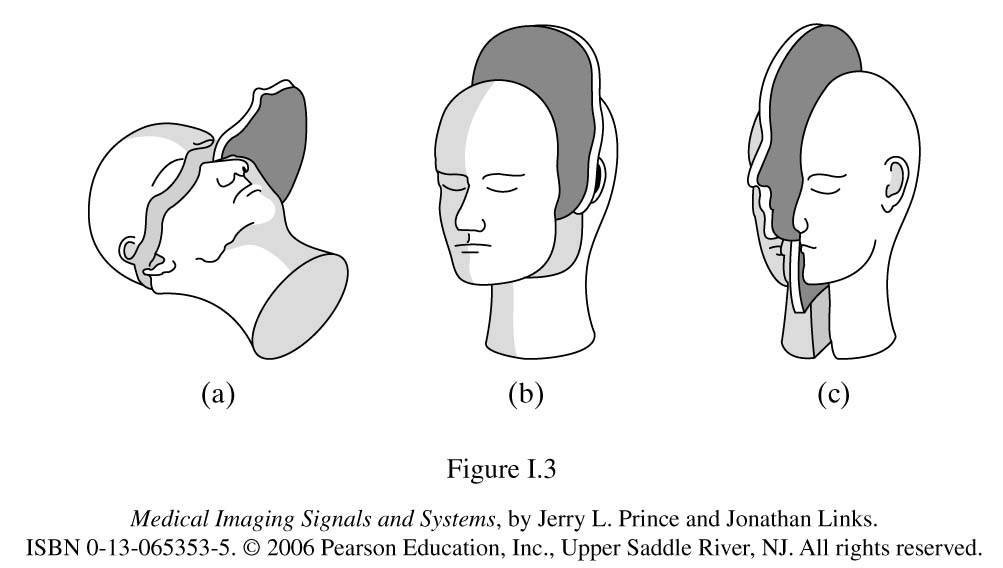 (a)
(b)
(c)
Figure I.3
Medical Imaging Signals and Systems, by Jerry L. Prince and Jonathan Links.
ISBN 0-13-065353-5. © 2006 Pearson Education, Inc., Upper Saddle River, NJ. All rights reserved.